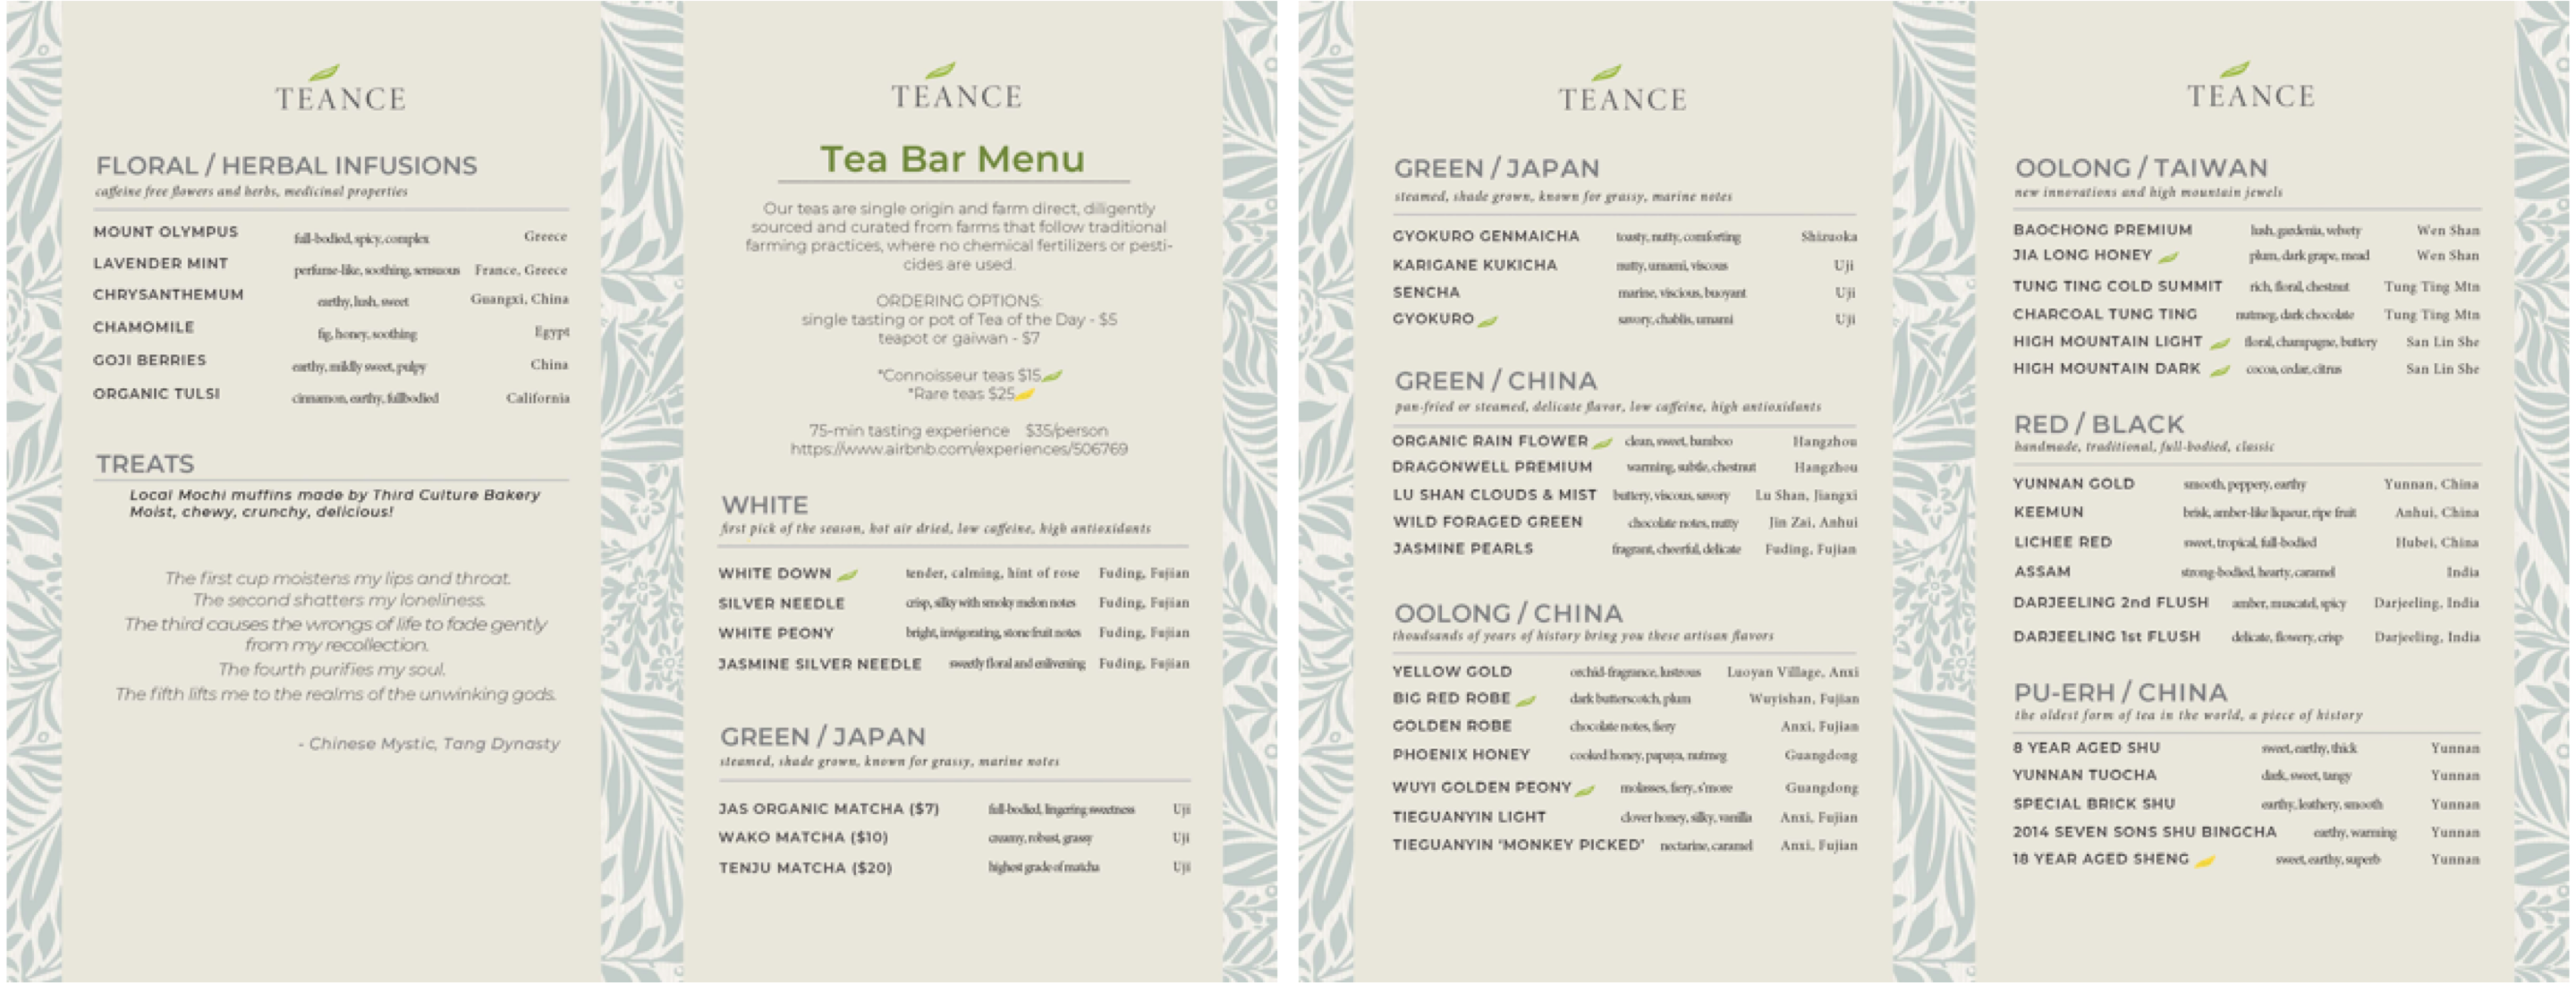 TEANCE
FLORAL / HERBAL INFUSIONS
caffeine free flowers and herbs, medicinal properties
MOUNT OLYMPUS full-bodied, spicy, complex Greece
LAVENDER MINT perfume-like, soothing, sensuous France, Greece
CHRYSANTHEMUM earthy, lush, sweet Guangxi, China
CHAMOMILE fig, honey, soothing Egypt
GOJI BERRIES earthy, mildly sweet, pulpy China
ORGANIC TULSI cinnamon, earthy, fullbodied California
TREATS
Local Mochi muffins made by Third Culture Bakery
Moist, chewy, crunchy, delicious!
The first cup moistens my lips and throat.
The second shatters my loneliness.
The third causes the wrongs of life to fade gently
from my recollection.
The fourth purifies my soul.
The fifth lifts me to the realms of the unwinking gods.
- Chinese Mystic, Tang Dynasty
TEANCE
Tea Bar Menu
Our teas are single origin and farm direct, diligently
sourced and curated from farms that follow traditional
farming practices, where no chemical fertilizers or pesti-
cides are used.
ORDERING OPTIONS:
single tasting or pot of Tea of the Day - $5
teapot or gaiwan - $7
*Connoisseur teas $15
*Rare teas $25
75-min tasting experience $35/person
https://www.airbnb.com/experiences/506769
WHITE
first pick of the season, hot air dried, low caffeine, high antioxidants
WHITE DOWN tender, calming, hint of rose Fuding, Fujian
SILVER NEEDLE crisp, silky with smoky melon notes Fuding, Fujian
WHITE PEONY bright, invigorating, stone fruit notes Fuding, Fujian
JASMINE SILVER NEEDLE sweetly floral and enlivening Fuding, Fujian
GREEN / JAPAN
steamed, shade grown, known for grassy, marine notes
JAS ORGANIC MATCHA ($7) full-bodied, lingering sweetness Uji
WAKO MATCHA ($10) creamy, robust, grassy Uji
TENJU MATCHA ($20) highest grade of matcha Uji
TEANCE
GREEN / JAPAN
steamed, shade grown, known for grassy, marine notes
GYOKURO GENMAICHA toasty, nutty, comforting Shizuoka
KARIGANE KUKICHA nutty, umami, viscous Uji
SENCHA marine, viscious, buoyant Uji
GYOKURO savory, chablis, umami Uji
GREEN / CHINA
pan-fried or steamed, delicate flavor, low caffeine, high antioxidants
ORGANIC RAIN FLOWER clean, sweet, bamboo Hangzhou
DRAGONWELL PREMIUM warming, subtle, chestnut Hangzhou
LU SHAN CLOUDS & MIST buttery, viscous, savory Lu Shan, Jiangxi
WILD FORAGED GREEN chocolate notes, nutty Jin Zai, Anhui
JASMINE PEARLS fragrant, cheerful, delicate Fuding, Fujian
OOLONG / CHINA
thoudsands of years of history bring you these artisan flavors
YELLOW GOLD orchid-fragrance, lustrous Luoyan Village, Anxi
BIG RED ROBE dark butterscotch, plum Wuyishan, Fujian
GOLDEN ROBE chocolate notes, fiery Anxi, Fujian
PHOENIX HONEY cooked honey, papaya, nutmeg Guangdong
WUYI GOLDEN PEONY molasses, fiery, s'more Guangdong
TIEGUANYIN LIGHT clover honey, silky, vanilla Anxi, Fujian
TIEGUANYIN 'MONKEY PICKED' nectarine, caramel Anxi, Fujian
TEANCE
OOLONG / TAIWAN
new innovations and high mountain jewels
BAOCHONG PREMIUM lush, gardenia, velvety Wen Shan
JIA LONG HONEY plum, dark grape, mead Wen Shan
TUNG TING COLD SUMMIT rich, floral, chestnut Tung Ting Mtn
CHARCOAL TUNG TING nutmeg, dark chocolate Tung Ting Mtn
HIGH MOUNTAIN LIGHT floral, champagne, buttery San Lin She
HIGH MOUNTAIN DARK cocoa, cedar, citrus San Lin She
RED / BLACK
handmade, traditional, full-bodied, classic
YUNNAN GOLD smooth, peppery, earthy Yunnan, China
KEEMUN brisk, amber-like liqueur, ripe fruit Anhui, China
LICHEE RED sweet, tropical, full-bodied Hubei, China
ASSAM strong-bodied, hearty, caramel India
DARJEELING 2nd FLUSH amber, muscatel, spicy Darjeeling, India
DARJEELING 1st FLUSH delicate, flowery, crisp Darjeeling, India
PU-ERH / CHINA
the oldest form of tea in the world, a piece of history
8 YEAR AGED SHU sweet, earthy, thick Yunnan
YUNNAN TUOCHA dark, sweet, tangy Yunnan
SPECIAL BRICK SHU earthy, leathery, smooth Yunnan
2014 SEVEN SONS SHU BINGCHA earthy, warming Yunnan
18 YEAR AGED SHENG sweet, earthy, superb Yunnan